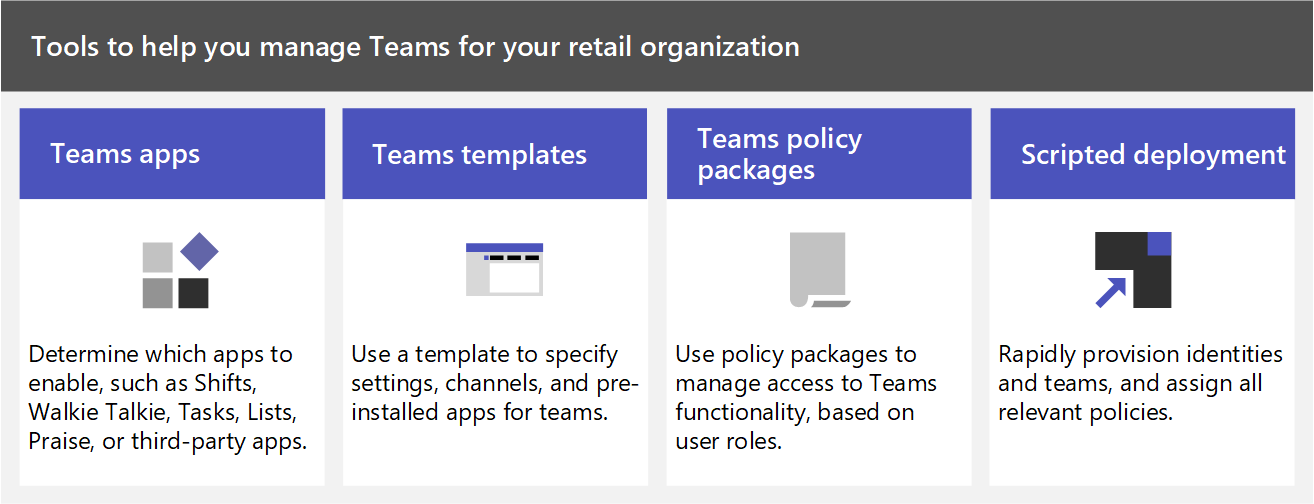 Tools to help you manage Teams for your retail organization
Teams apps
Determine which apps to
enable, such as Shifts,
Walkie Talkie, Tasks, Lists,
Praise, or third-party apps.
Teams templates
Use a template to specify
settings, channels, and pre-
installed apps for teams.
Teams policy
packages
Use policy packages to
manage access to Teams
functionality, based on
user roles.
Scripted deployment
Rapidly provision identities
and teams, and assign all
relevant policies.